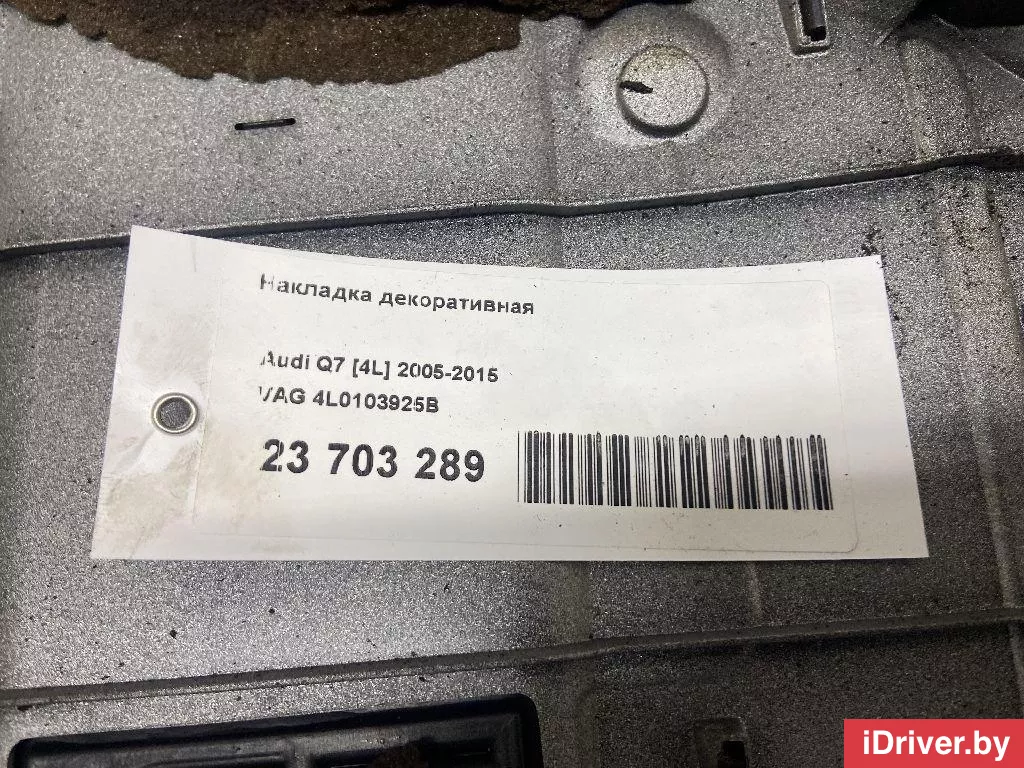 Накладка декоративная
Audi Q7 [4L] 2005-2015
VAG 4L0103925B
23 703 289
iDriver.by